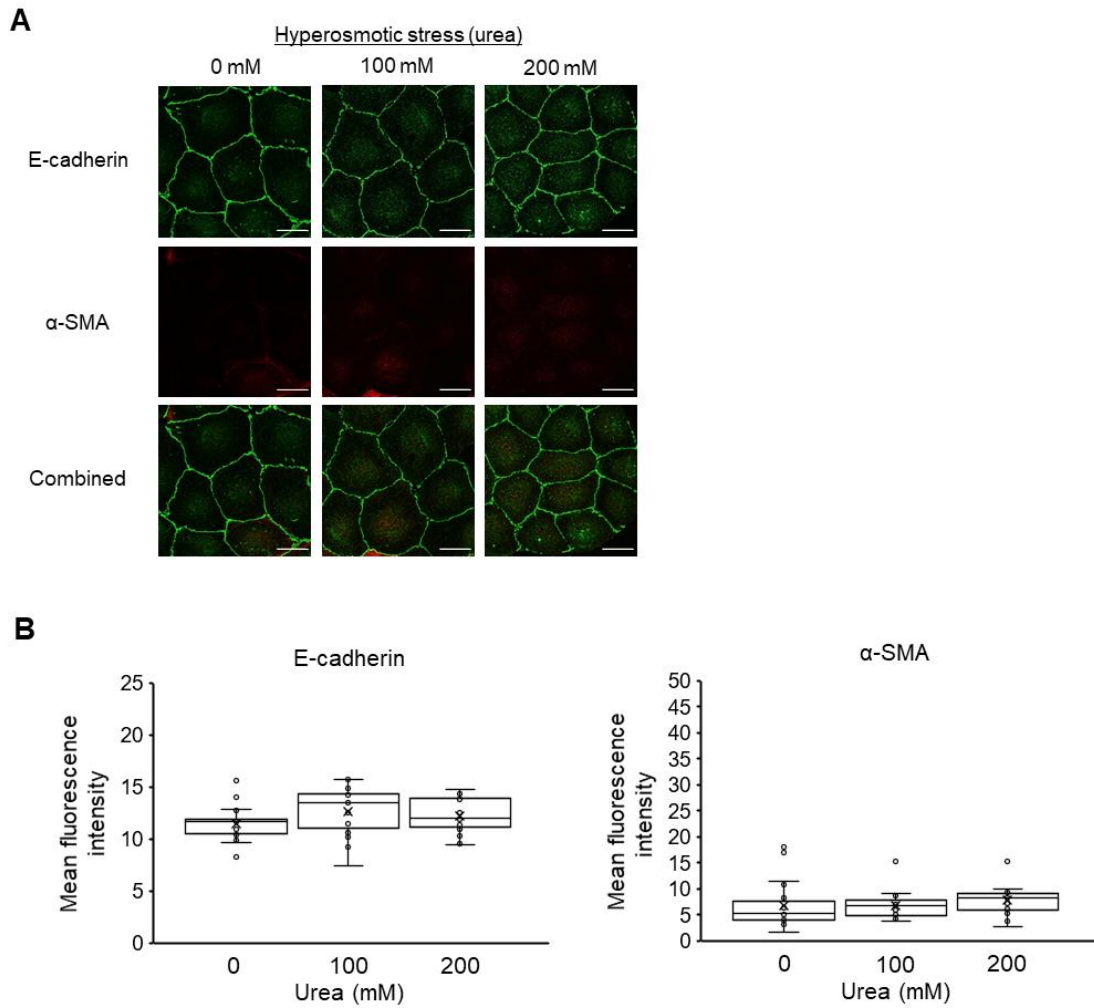 A
Hyperosmotic stress (urea)
0 mM 100 mM 200 mM
E-cadherin
α-SMA
Combined
B
E-cadherin
Mean fluorescence
intensity
25
20
15
10
5
0
0 100 200
Urea (mM)
α-SMA
Mean fluorescence
intensity
50
45
40
35
30
25
20
15
10
5
0
0 100 200
Urea (mM)